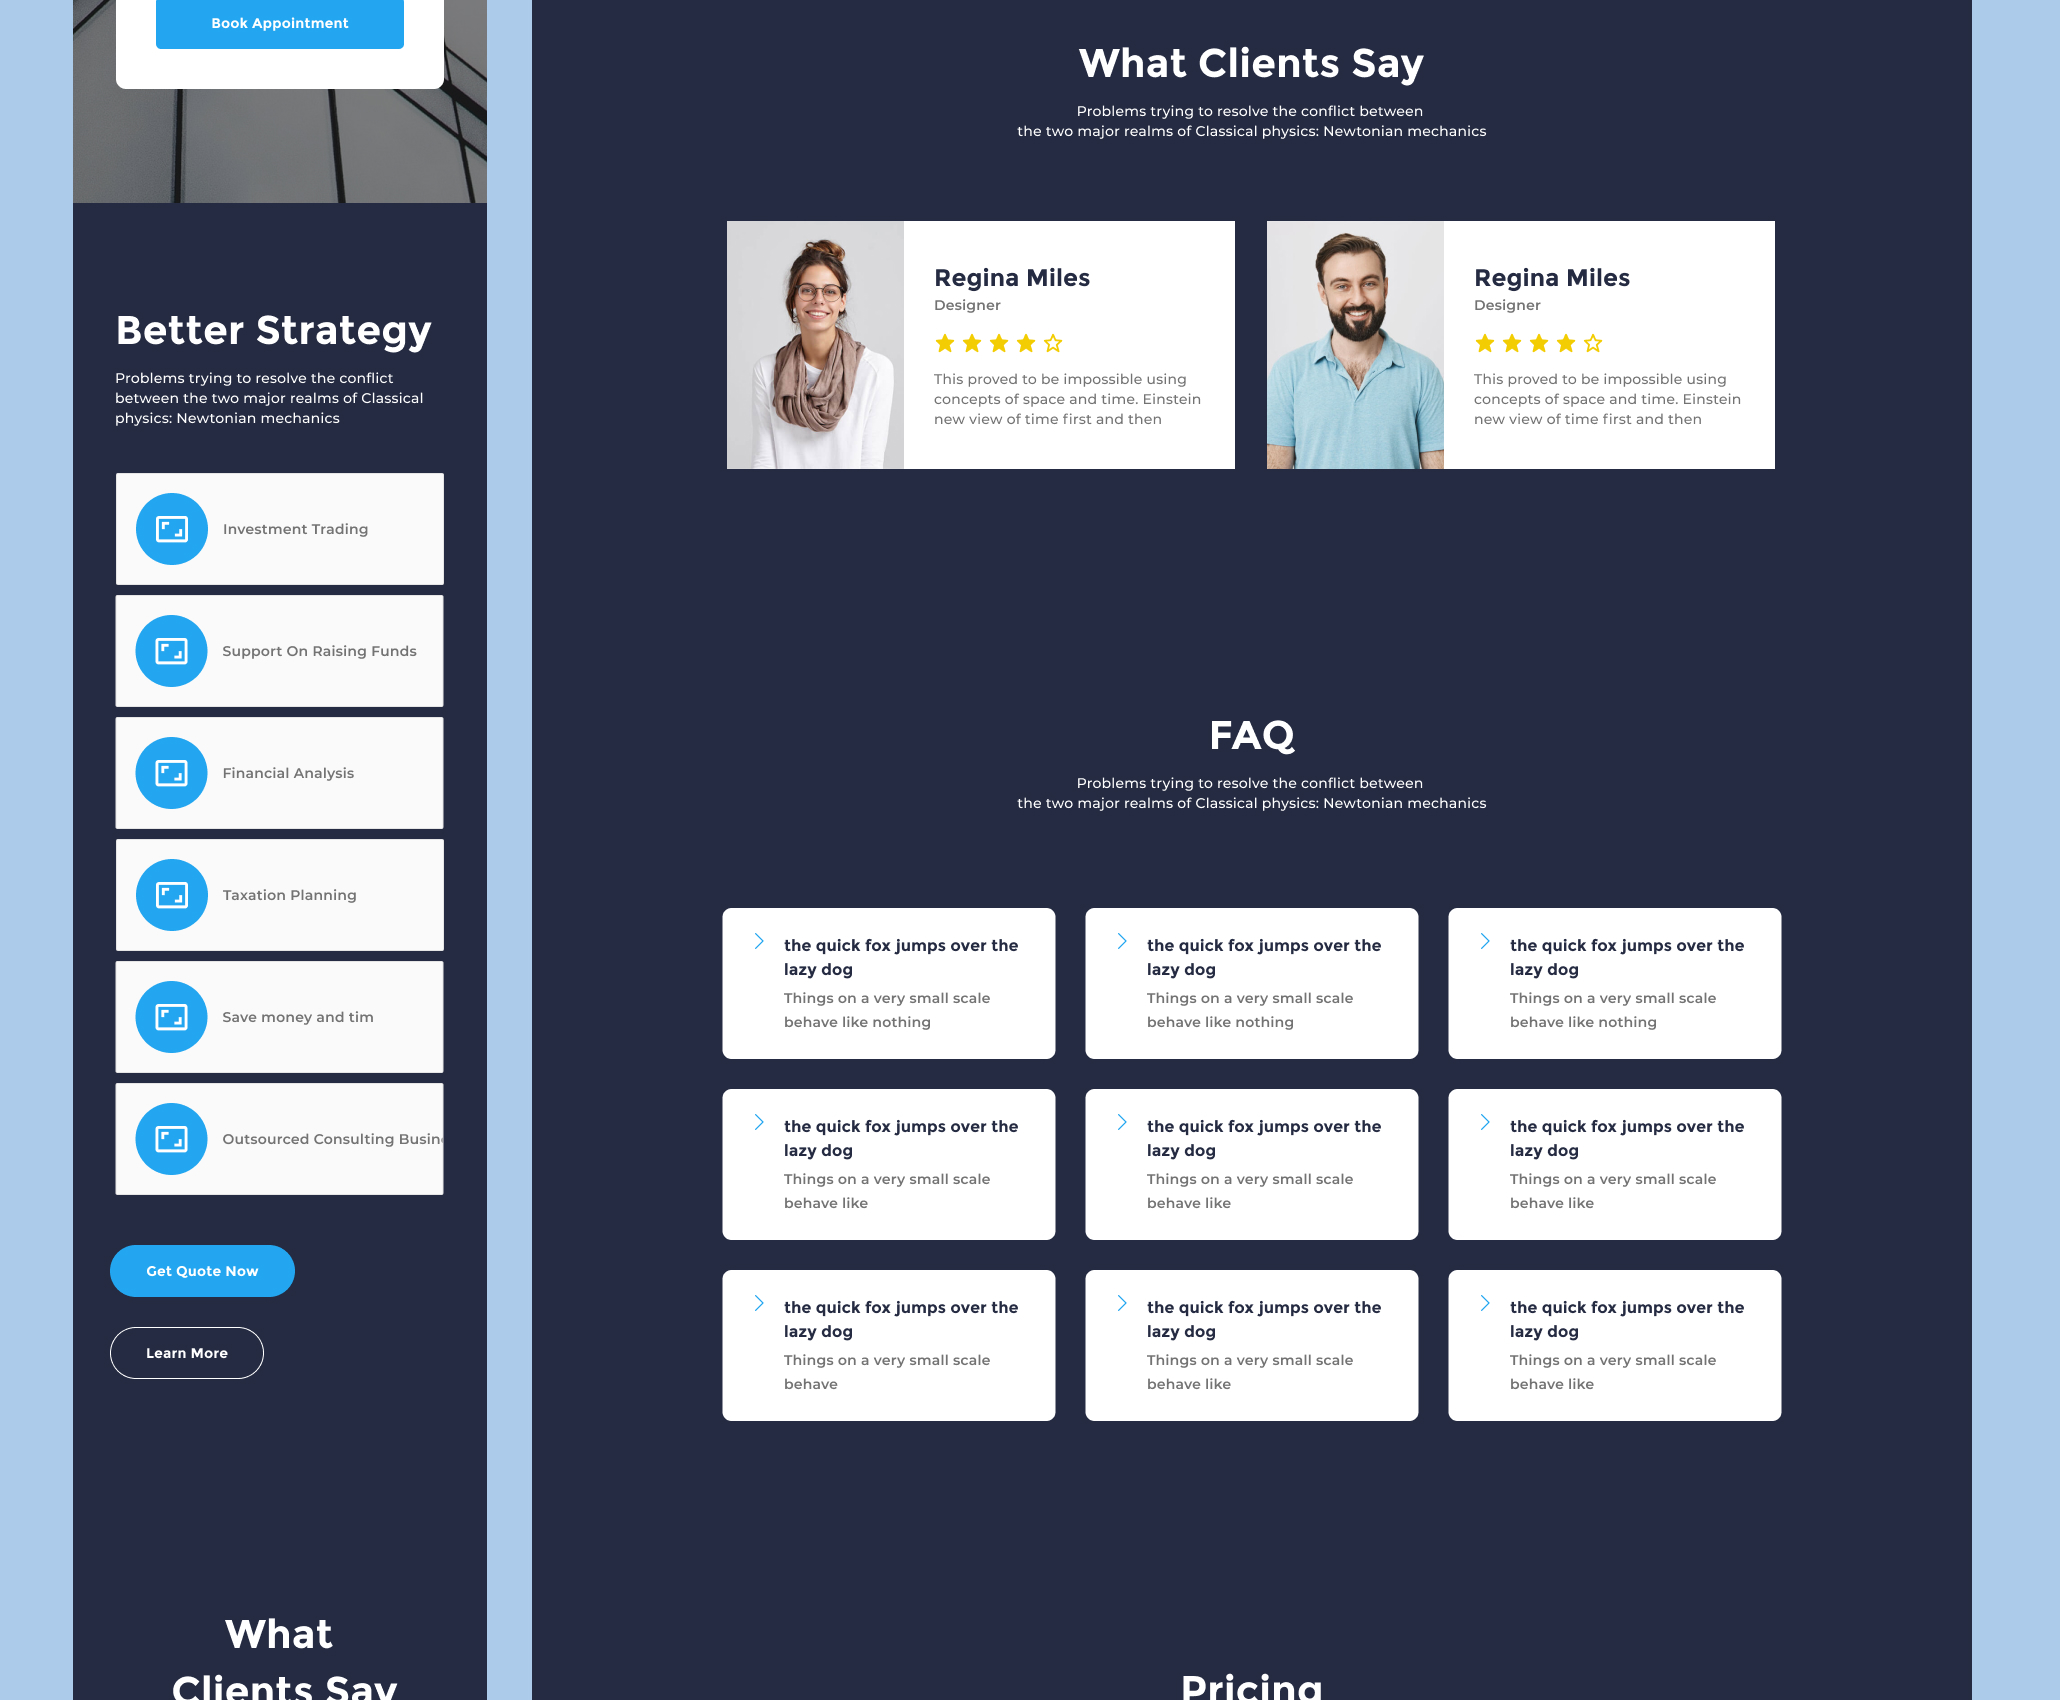 Book Appointment
Better Strategy
Problems trying to resolve the conflict
between the two major realms of Classical
physics: Newtonian mechanics
Investment Trading
Support On Raising Funds
Financial Analysis
Taxation Planning
Save money and tim
Outsourced Consulting Busin
Get Quote Now
Learn More
What
Clients Say
What Clients Say
Problems trying to resolve the conflict between
the two major realms of Classical physics: Newtonian mechanics
Regina Miles
Designer
This proved to be impossible using
concepts of space and time. Einstein
new view of time first and then
Regina Miles
Designer
This proved to be impossible using
concepts of space and time. Einstein
new view of time first and then
FAQ
Problems trying to resolve the conflict between
the two major realms of Classical physics: Newtonian mechanics
the quick fox jumps over the
lazy dog
Things on a very small scale
behave like nothing
the quick fox jumps over the
lazy dog
Things on a very small scale
behave like nothing
the quick fox jumps over the
lazy dog
Things on a very small scale
behave like nothing
the quick fox jumps over the
lazy dog
Things on a very small scale
behave like
the quick fox jumps over the
lazy dog
Things on a very small scale
behave like
the quick fox jumps over the
lazy dog
Things on a very small scale
behave like
the quick fox jumps over the
lazy dog
Things on a very small scale
behave
the quick fox jumps over the
lazy dog
Things on a very small scale
behave like
the quick fox jumps over the
lazy dog
Things on a very small scale
behave like
Pricing